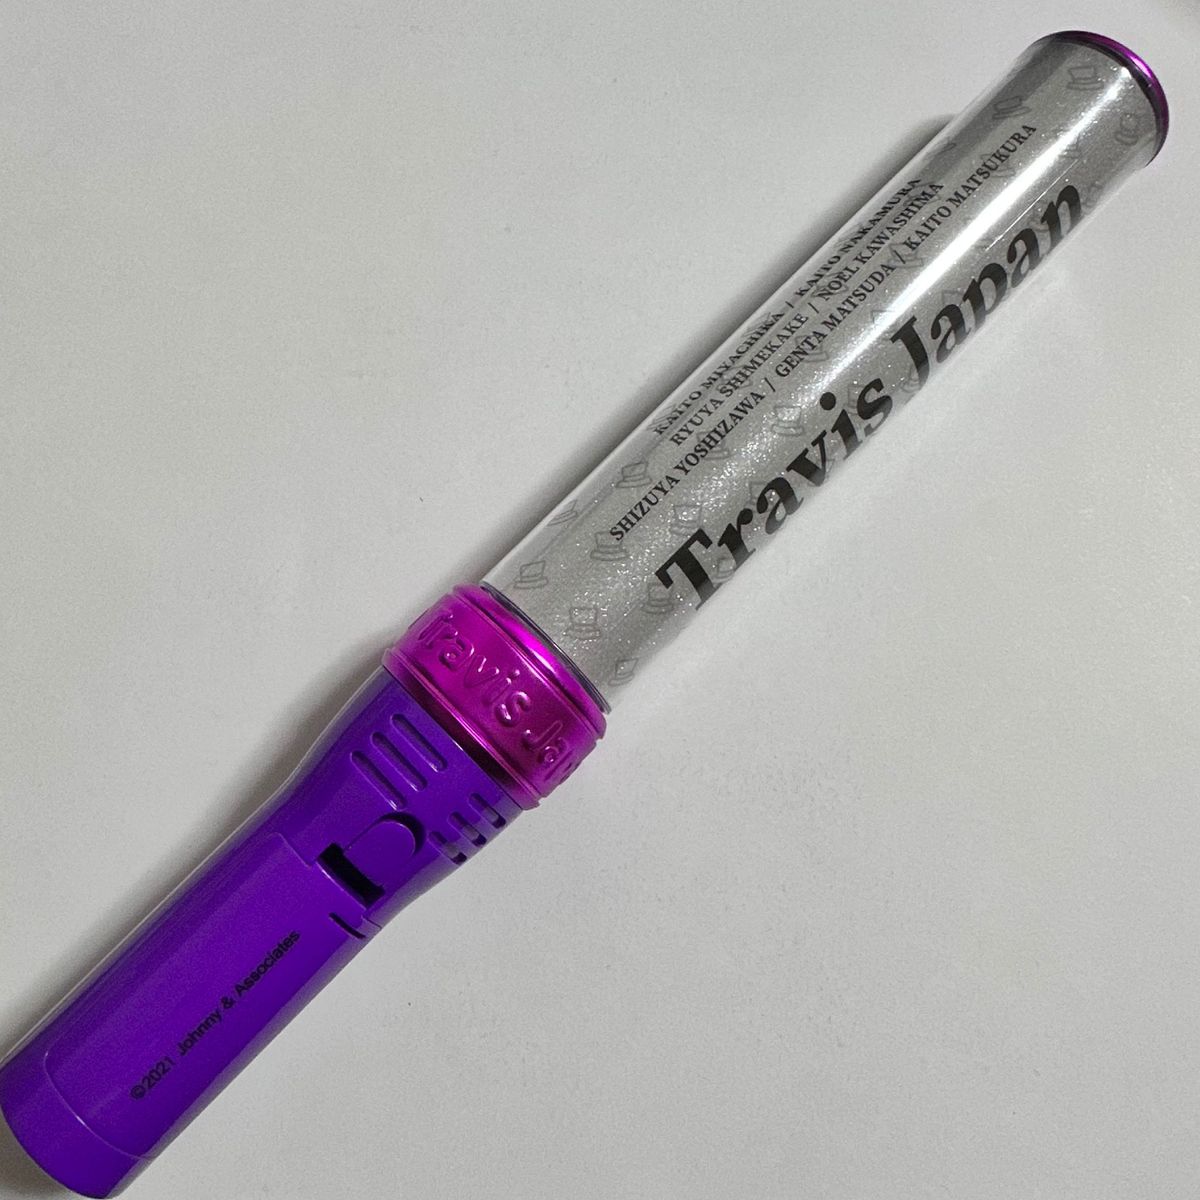 KAITO MIYACHIKA / KAITO NAKAMURA
RYUYA SHIMEKAKE / NOEL KAWASHIMA
SHIZUYA YOSHIZAWA / GENTA MATSUDA / KAITO MATSUKURA
Travis Japan
Travis Jap
©2021 Johnny & Associates